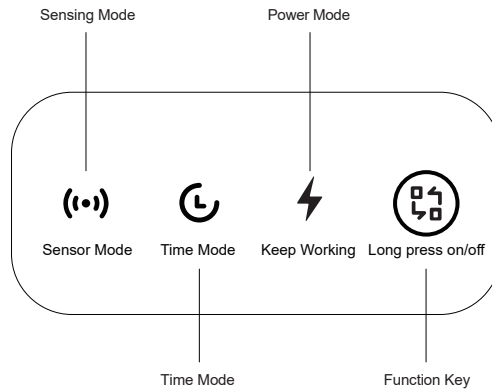 Sensing Mode
Power Mode
Sensor Mode
Time Mode
Keep Working
Long press on/off
Time Mode
Function Key